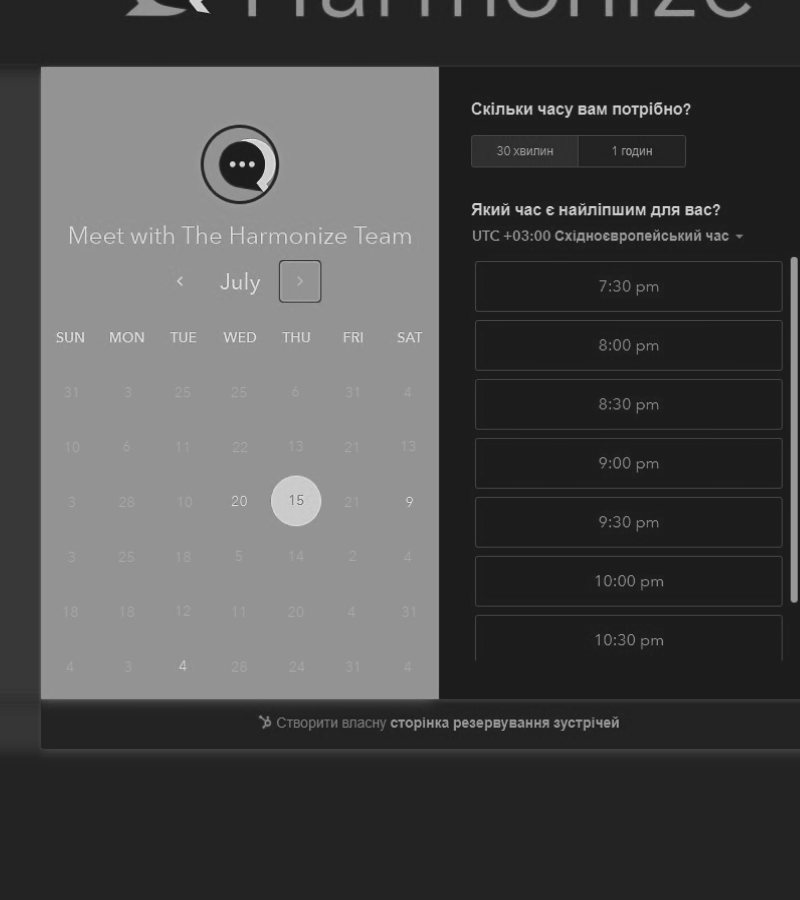 Harmonize
Meet with The Harmonize Team
July
SUN MON TUE WED THU FRI SAT
31 3 25 25 6 31 4
10 6 11 22 13 21 13
3 28 10 20 15 21 9
3 25 18 5 14 2 4
18 18 12 11 20 4 31
4 3 4 28 24 31 4
Скільки часу вам потрібно?
30 хвилин 1 годин
Який час є найліпшим для вас?
UTC +03:00 Східноєвропейський час
7:30 pm
8:00 pm
8:30 pm
9:00 pm
9:30 pm
10:00 pm
10:30 pm
Створити власну сторінка резервування зустрічей